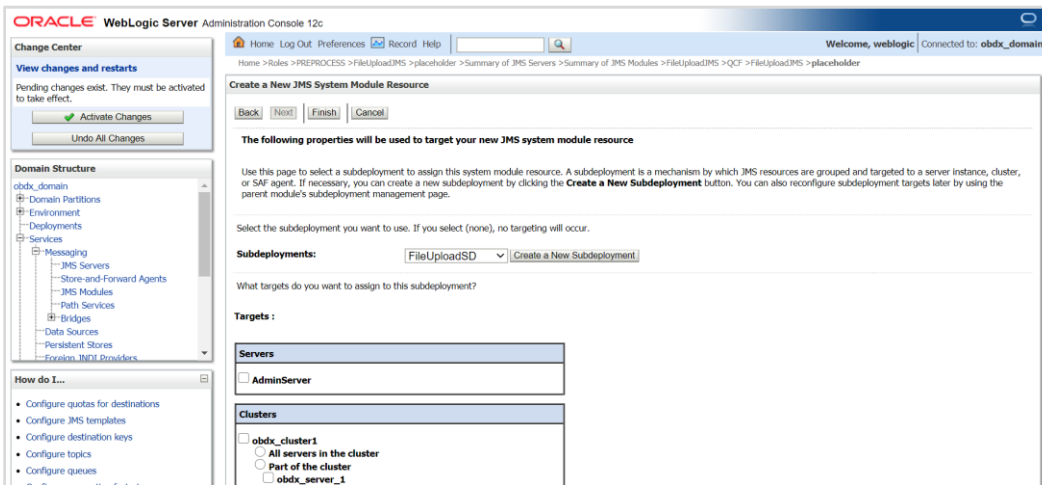 ORACLE WebLogic Server Administration Console 12c
Change Center
View changes and restarts
Pending changes exist. They must be activated
to take effect.
Activate Changes
Undo All Changes
Domain Structure
obdx_domain
Domain Partitions
Environment
Deployments
Services
Messaging
JMS Servers
Store-and-Forward Agents
JMS Modules
Path Services
Bridges
Data Sources
Persistent Stores
Foreign JNDI Providers
How do I...
Configure quotas for destinations
Configure JMS templates
Configure destination keys
Configure topics
Configure queues
Home Log Out Preferences Record Help
Welcome, weblogic Connected to: obdx_domain
Home >Roles >PREPROCESS >FileUploadJMS >placeholder >Summary of JMS Servers >Summary of JMS Modules >FileUploadJMS >QCF >FileUploadJMS >placeholder
Create a New JMS System Module Resource
Back Next Finish Cancel
The following properties will be used to target your new JMS system module resource
Use this page to select a subdeployment to assign this system module resource. A subdeployment is a mechanism by which JMS resources are grouped and targeted to a server instance, cluster,
or SAF agent. If necessary, you can create a new subdeployment by clicking the Create a New Subdeployment button. You can also reconfigure subdeployment targets later by using the
parent module's subdeployment management page.
Select the subdeployment you want to use. If you select (none), no targeting will occur.
Subdeployments: FileUploadSD Create a New Subdeployment
What targets do you want to assign to this subdeployment?
Targets :
Servers
AdminServer
Clusters
obdx_cluster1
All servers in the cluster
Part of the cluster
obdx_server_1